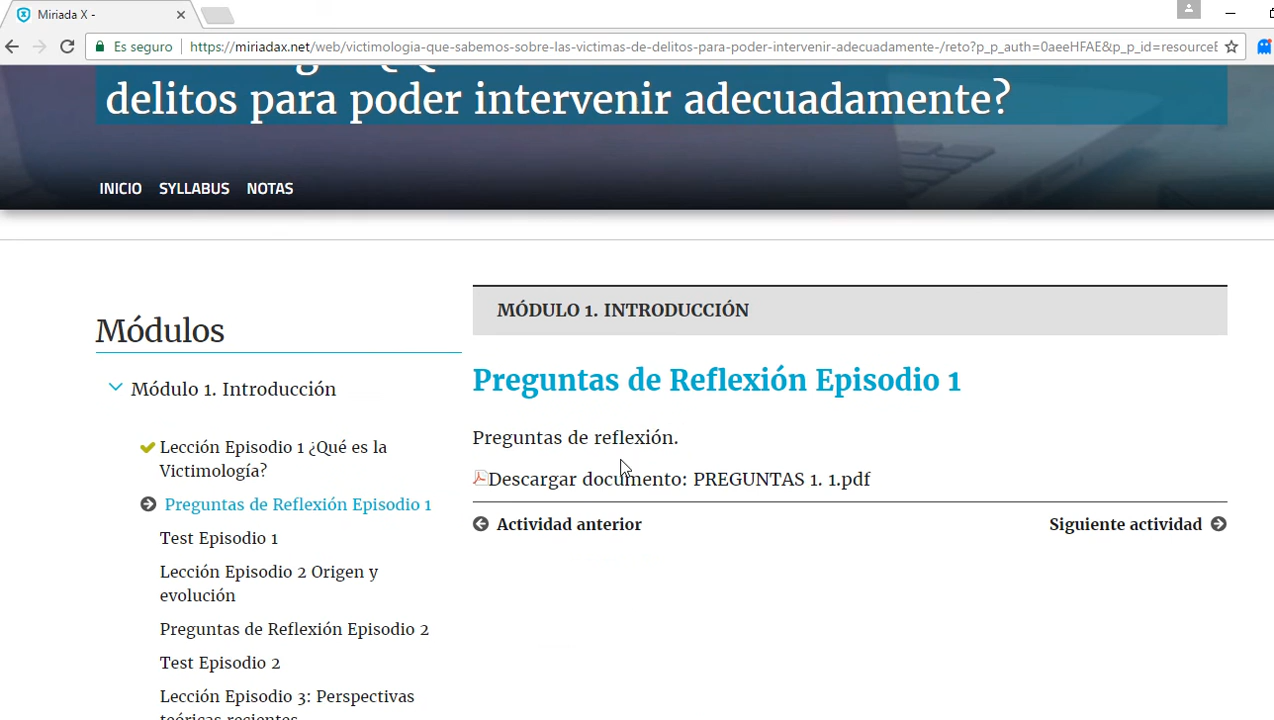 Miriada X -
Es seguro
https://miriadax.net/web/victimologia-que-sabemos-sobre-las-victimas-de-delitos-para-poder-intervenir-adecuadamente-/reto?p_p_auth=0aeeHFAE&p_p_id=resource
delitos para poder intervenir adecuadamente?
INICIO SYLLABUS NOTAS
Módulos
Módulo 1. Introducción
Lección Episodio 1 ¿Qué es la
Victimología?
Preguntas de Reflexión Episodio 1
Test Episodio 1
Lección Episodio 2 Origen y
evolución
Preguntas de Reflexión Episodio 2
Test Episodio 2
Lección Episodio 3: Perspectivas
teóricas recientes
MÓDULO 1. INTRODUCCIÓN
Preguntas de Reflexión Episodio 1
Preguntas de reflexión.
Descargar documento: PREGUNTAS 1. 1.pdf
Actividad anterior
Siguiente actividad